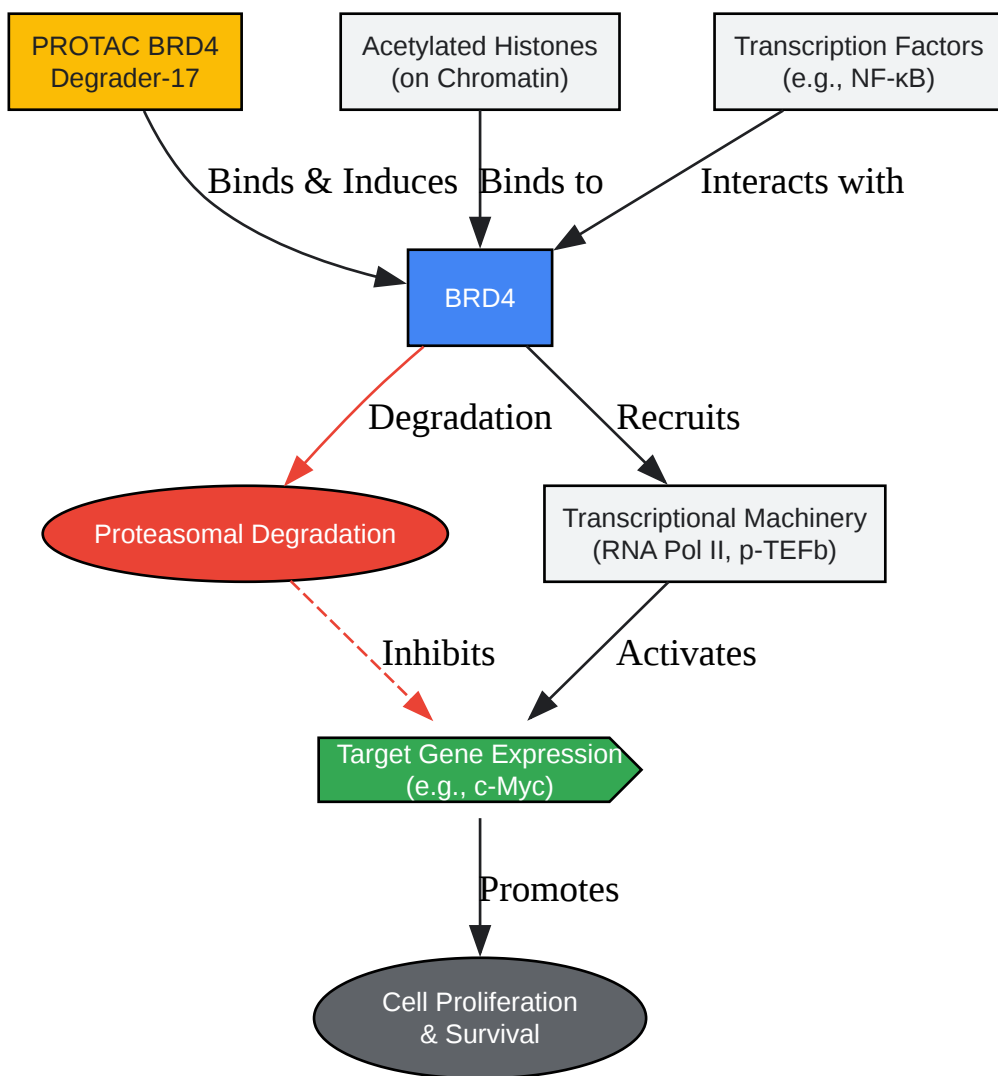 PROTAC BRD4
Degrader-17
Acetylated Histones
(on Chromatin)
Transcription Factors
(e.g., NF-κB)
Binds & Induces
Binds to
Interacts with
BRD4
Degradation
Recruits
Proteasomal Degradation
Transcriptional Machinery
(RNA Pol II, p-TEFb)
Inhibits
Activates
Target Gene Expression
(e.g., c-Myc)
Promotes
Cell Proliferation
& Survival